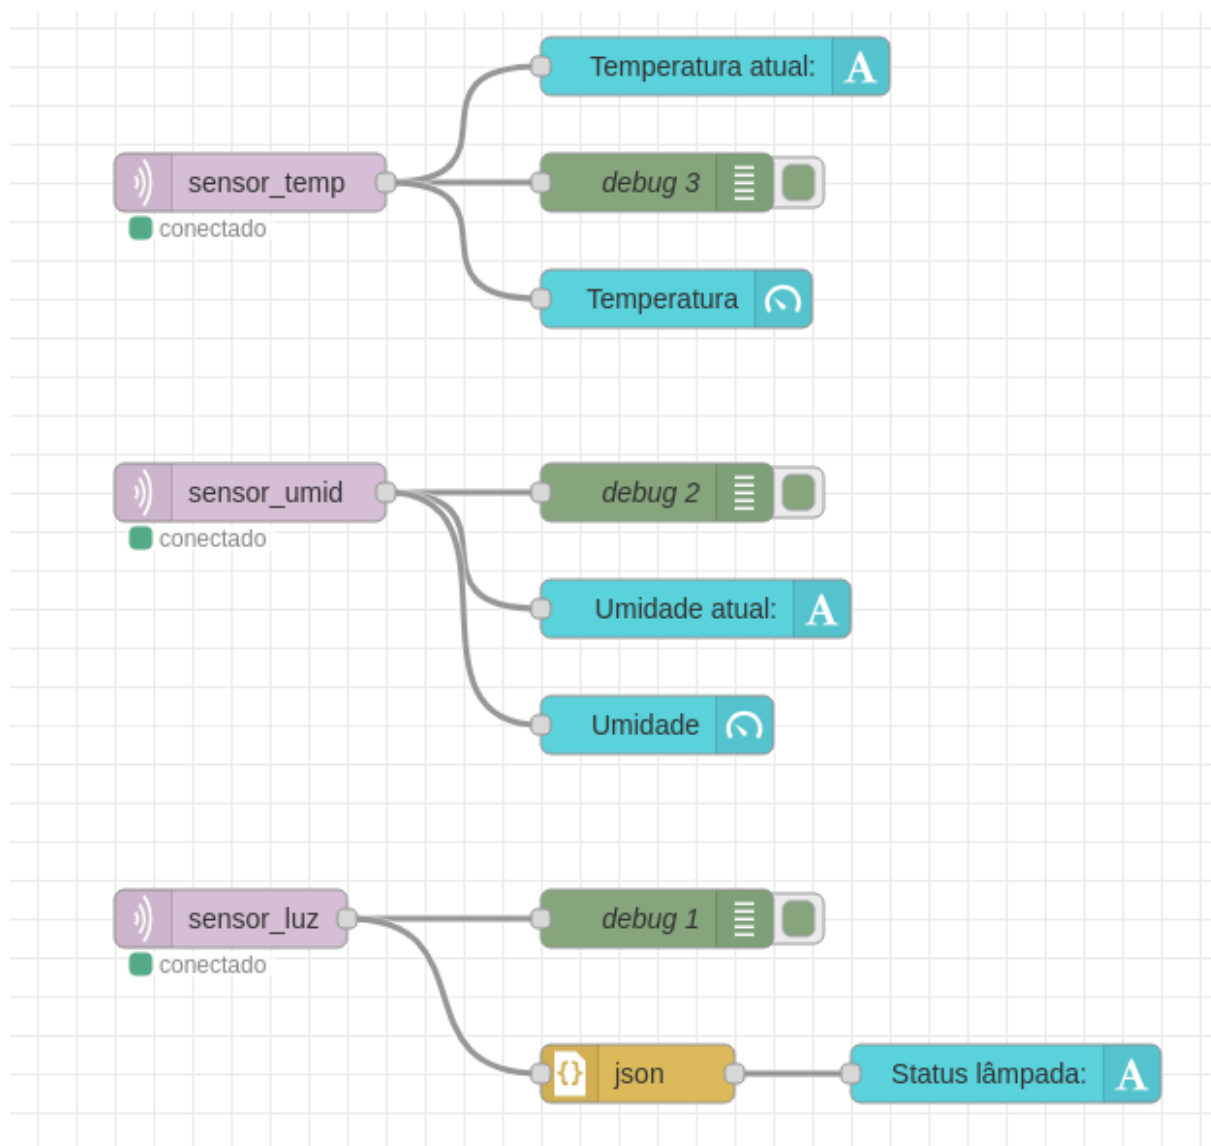 Temperatura atual:
A
sensor_temp
debug 3
conectado
Temperatura
sensor_umid
debug 2
conectado
Umidade atual:
A
Umidade
sensor_luz
debug 1
conectado
{} json
Status lâmpada:
A